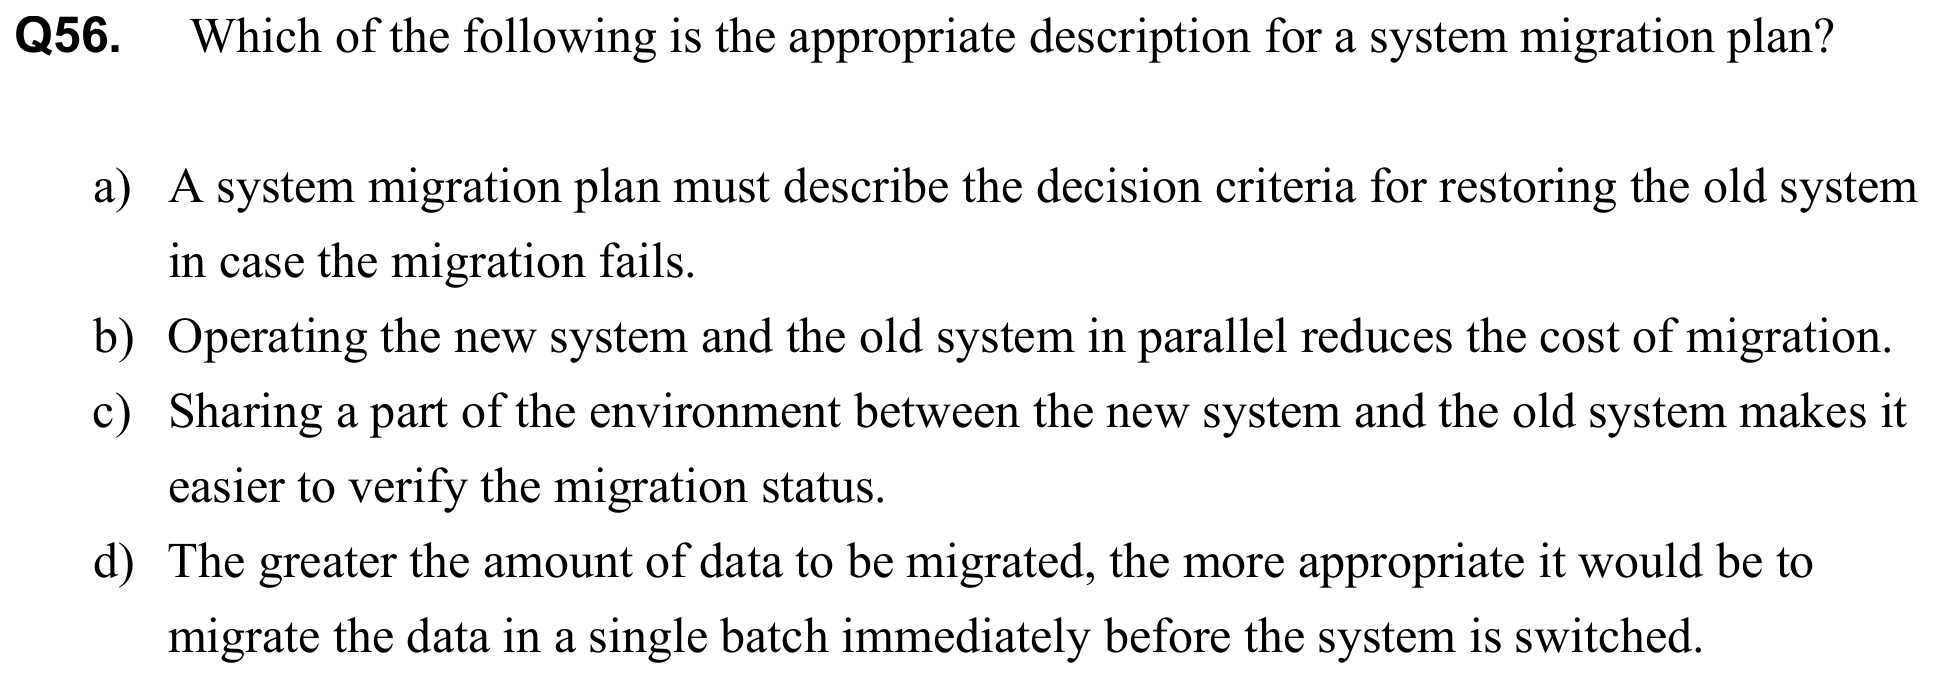 Q56. Which of the following is the appropriate description for a system migration plan?
a) A system migration plan must describe the decision criteria for restoring the old system
in case the migration fails.
b) Operating the new system and the old system in parallel reduces the cost of migration.
c) Sharing a part of the environment between the new system and the old system makes it
easier to verify the migration status.
d) The greater the amount of data to be migrated, the more appropriate it would be to
migrate the data in a single batch immediately before the system is switched.